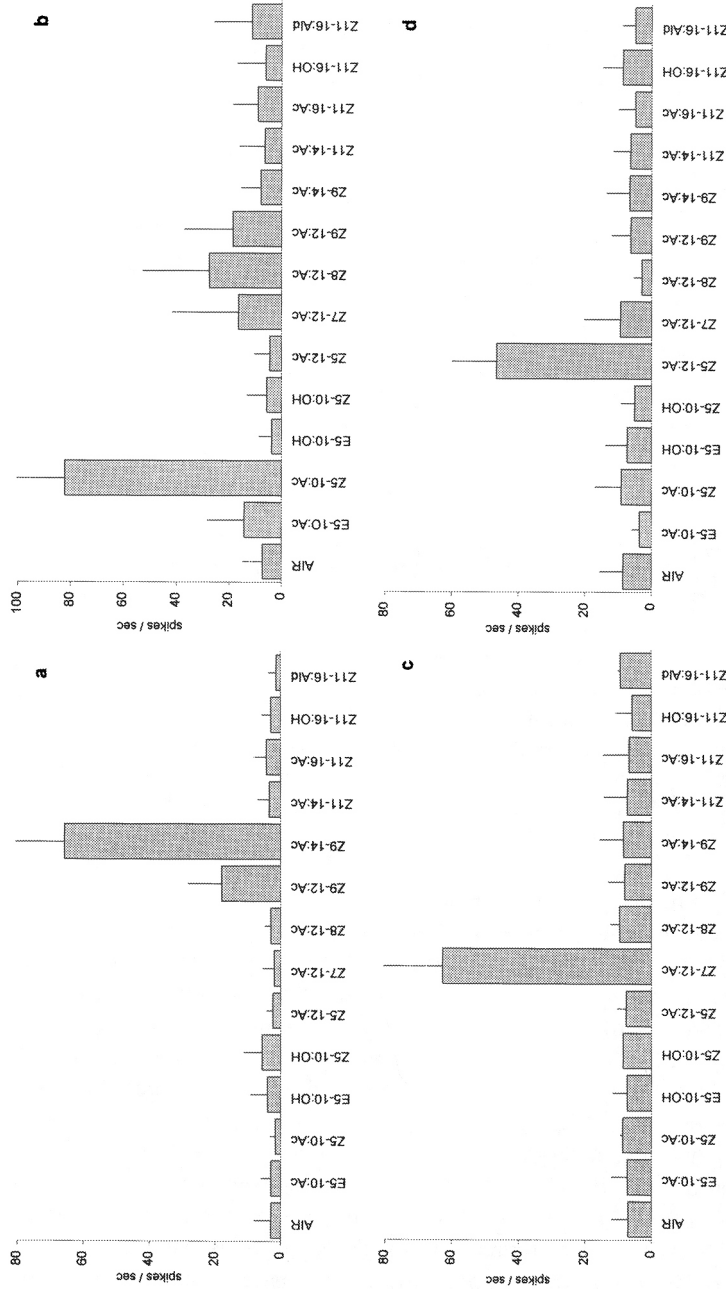 a
spikes / sec
80
60
40
20
0
AIR
E5-10:Ac
Z5-10:Ac
E5-10:OH
Z5-10:OH
Z5-12:Ac
Z7-12:Ac
Z8-12:Ac
Z9-12:Ac
Z9-14:Ac
Z11-14:Ac
Z11-16:Ac
Z11-16:OH
Z11-16:Ald
b
spikes / sec
100
80
60
40
20
0
AIR
E5-10:Ac
Z5-10:Ac
E5-10:OH
Z5-10:OH
Z5-12:Ac
Z7-12:Ac
Z8-12:Ac
Z9-12:Ac
Z9-14:Ac
Z11-14:Ac
Z11-16:Ac
Z11-16:OH
Z11-16:Ald
c
spikes / sec
80
60
40
20
0
AIR
E5-10:Ac
Z5-10:Ac
E5-10:OH
Z5-10:OH
Z5-12:Ac
Z7-12:Ac
Z8-12:Ac
Z9-12:Ac
Z9-14:Ac
Z11-14:Ac
Z11-16:Ac
Z11-16:OH
Z11-16:Ald
d
spikes / sec
80
60
40
20
0
AIR
E5-10:Ac
Z5-10:Ac
E5-10:OH
Z5-10:OH
Z5-12:Ac
Z7-12:Ac
Z8-12:Ac
Z9-12:Ac
Z9-14:Ac
Z11-14:Ac
Z11-16:Ac
Z11-16:OH
Z11-16:Ald